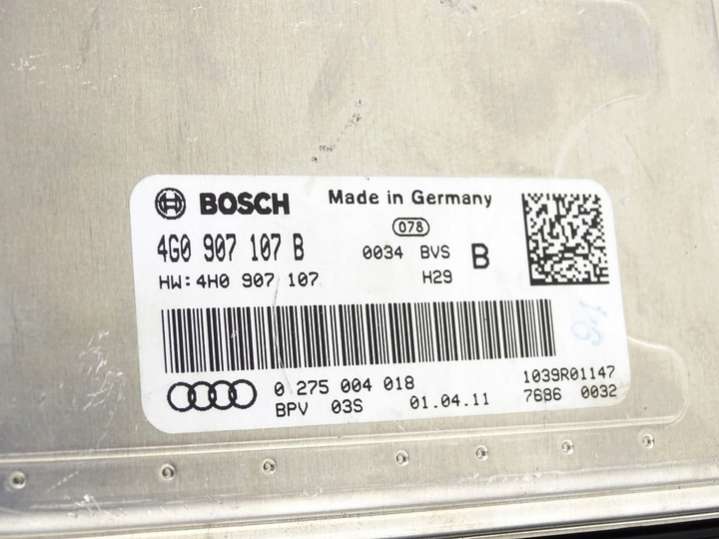 BOSCH Made in Germany
078
4G0 907 107 B 0034 BVS B
HW:4H0 907 107 H29
0 275 004 018 1039R01147
BPV 03S 01.04.11 7686 0032